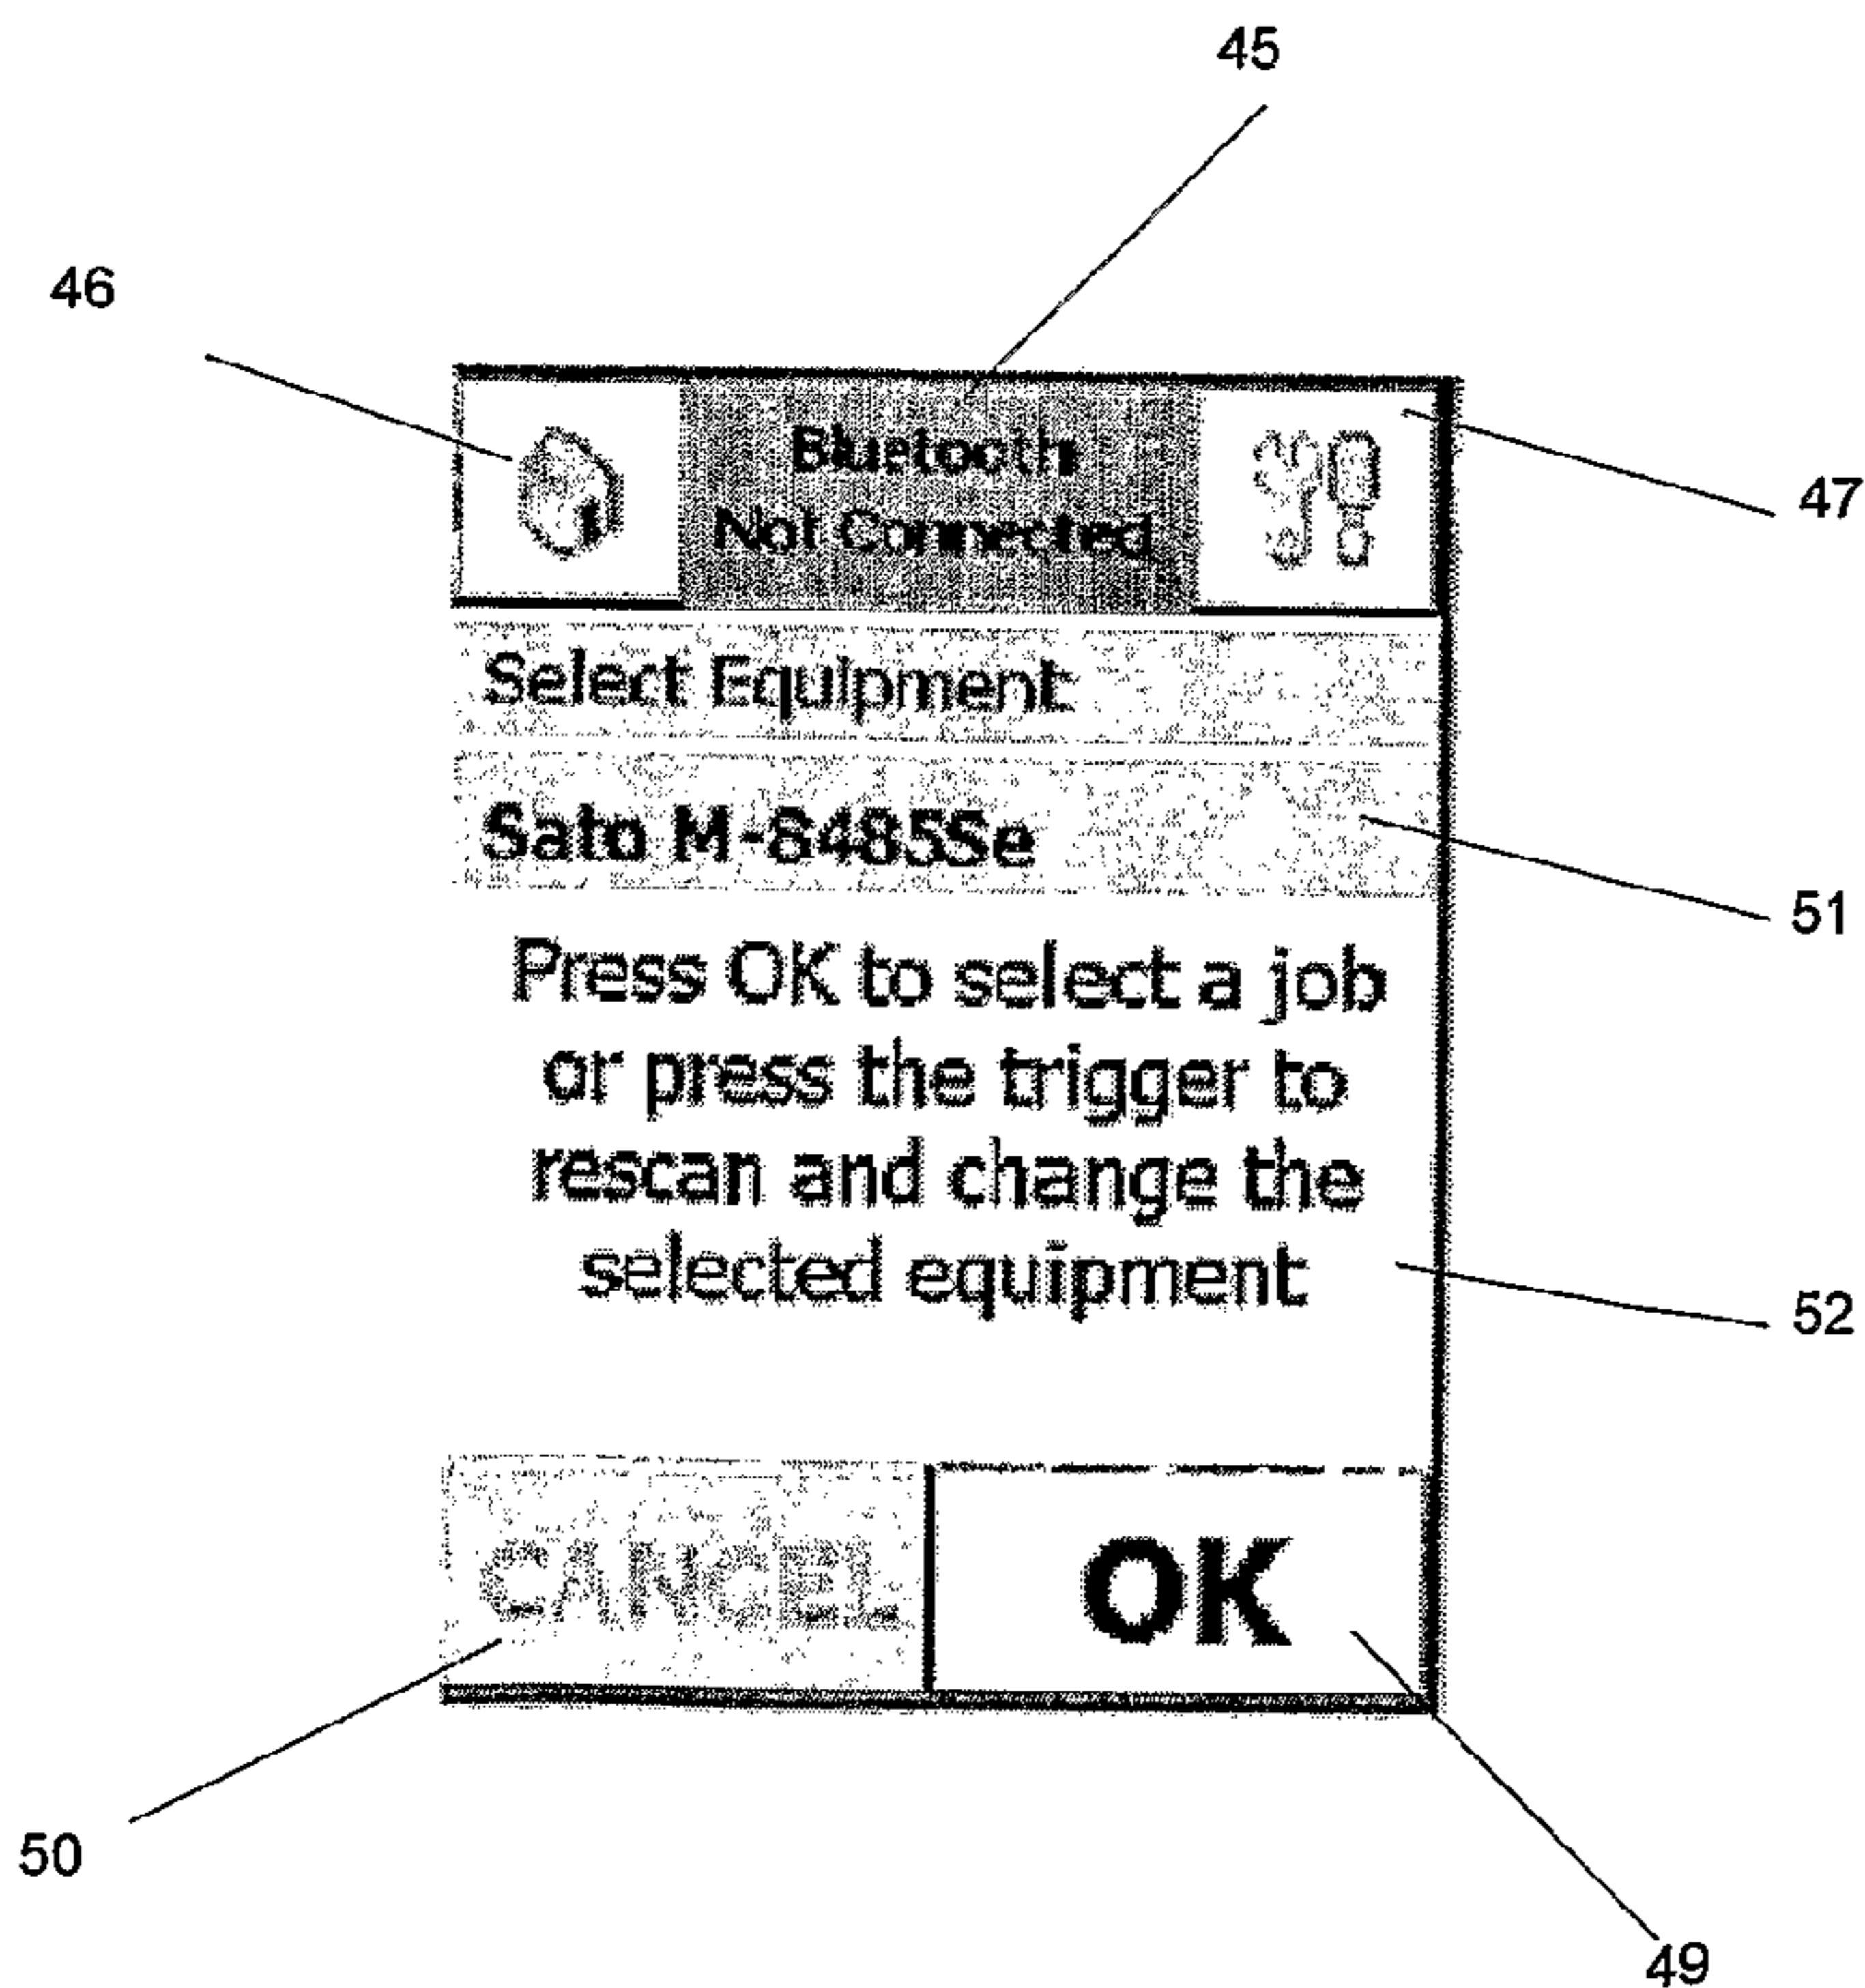 45
46
Bluetooth
Not Connected
47
Select Equipment
Sato M-8485Se
51
Press OK to select a job
or press the trigger to
rescan and change the
selected equipment
52
CANCEL
OK
50
49